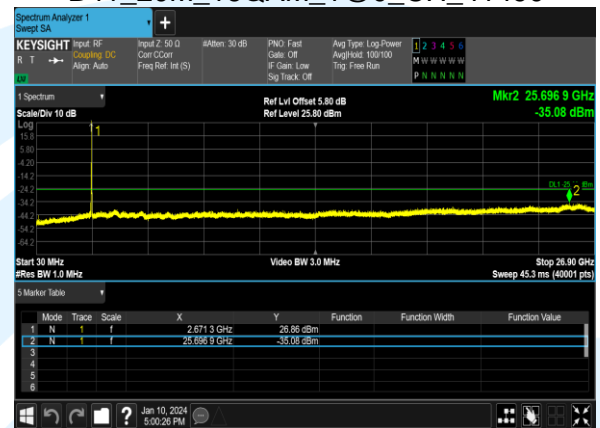 Spectrum Analyzer 1
Swept SA
+
KEYSIGHT
R T
LV
Input: RF
Coupling: DC
Align: Auto
Input Z: 50 Ω
Corr CCorr
Freq Ref: Int (S)
#Atten: 30 dB
PNO: Fast
Gate: Off
IF Gain: Low
Sig Track: Off
Avg Type: Log-Power
Avg|Hold: 100/100
Trig: Free Run
1 2 3 4 5 6
M W W W W W
P N N N N N
1 Spectrum
Scale/Div 10 dB
Ref Lvl Offset 5.80 dB
Ref Level 25.80 dBm
Mkr2 25.696 9 GHz
-35.08 dBm
Log
15.8
5.80
-4.20
-14.2
-24.2
-34.2
-44.2
-54.2
-64.2
1
2
Start 30 MHz
#Res BW 1.0 MHz
Video BW 3.0 MHz
Stop 26.90 GHz
Sweep 45.3 ms (40001 pts)
5 Marker Table
Mode Trace Scale X Y Function Function Width Function Value
1 N 1 f 2.671 3 GHz 26.86 dBm
2 N 1 f 25.696 9 GHz -35.08 dBm
3
4
5
6
?
Jan 10, 2024
5:00:26 PM